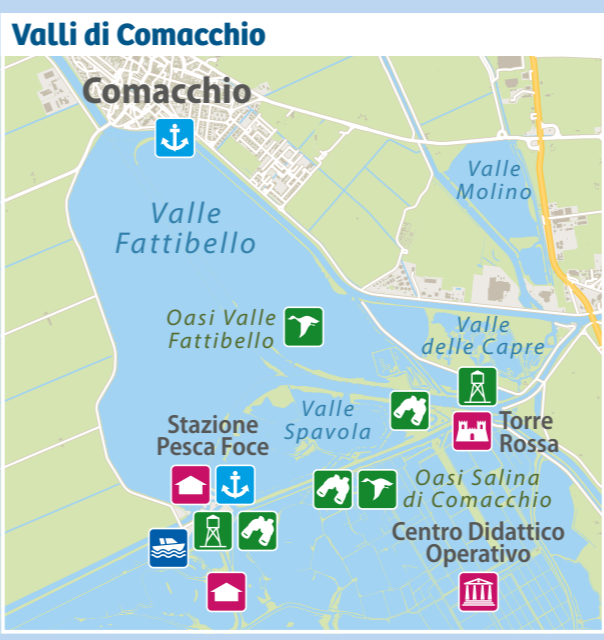 Valli di Comacchio
Comacchio
Valle
Molino
Valle
Fattibello
Oasi Valle
Fattibello
Valle
delle Capre
Valle
Spavola
Stazione
Pesca Foce
Torre
Rossa
Oasi Salina
di Comacchio
Centro Didattico
Operativo